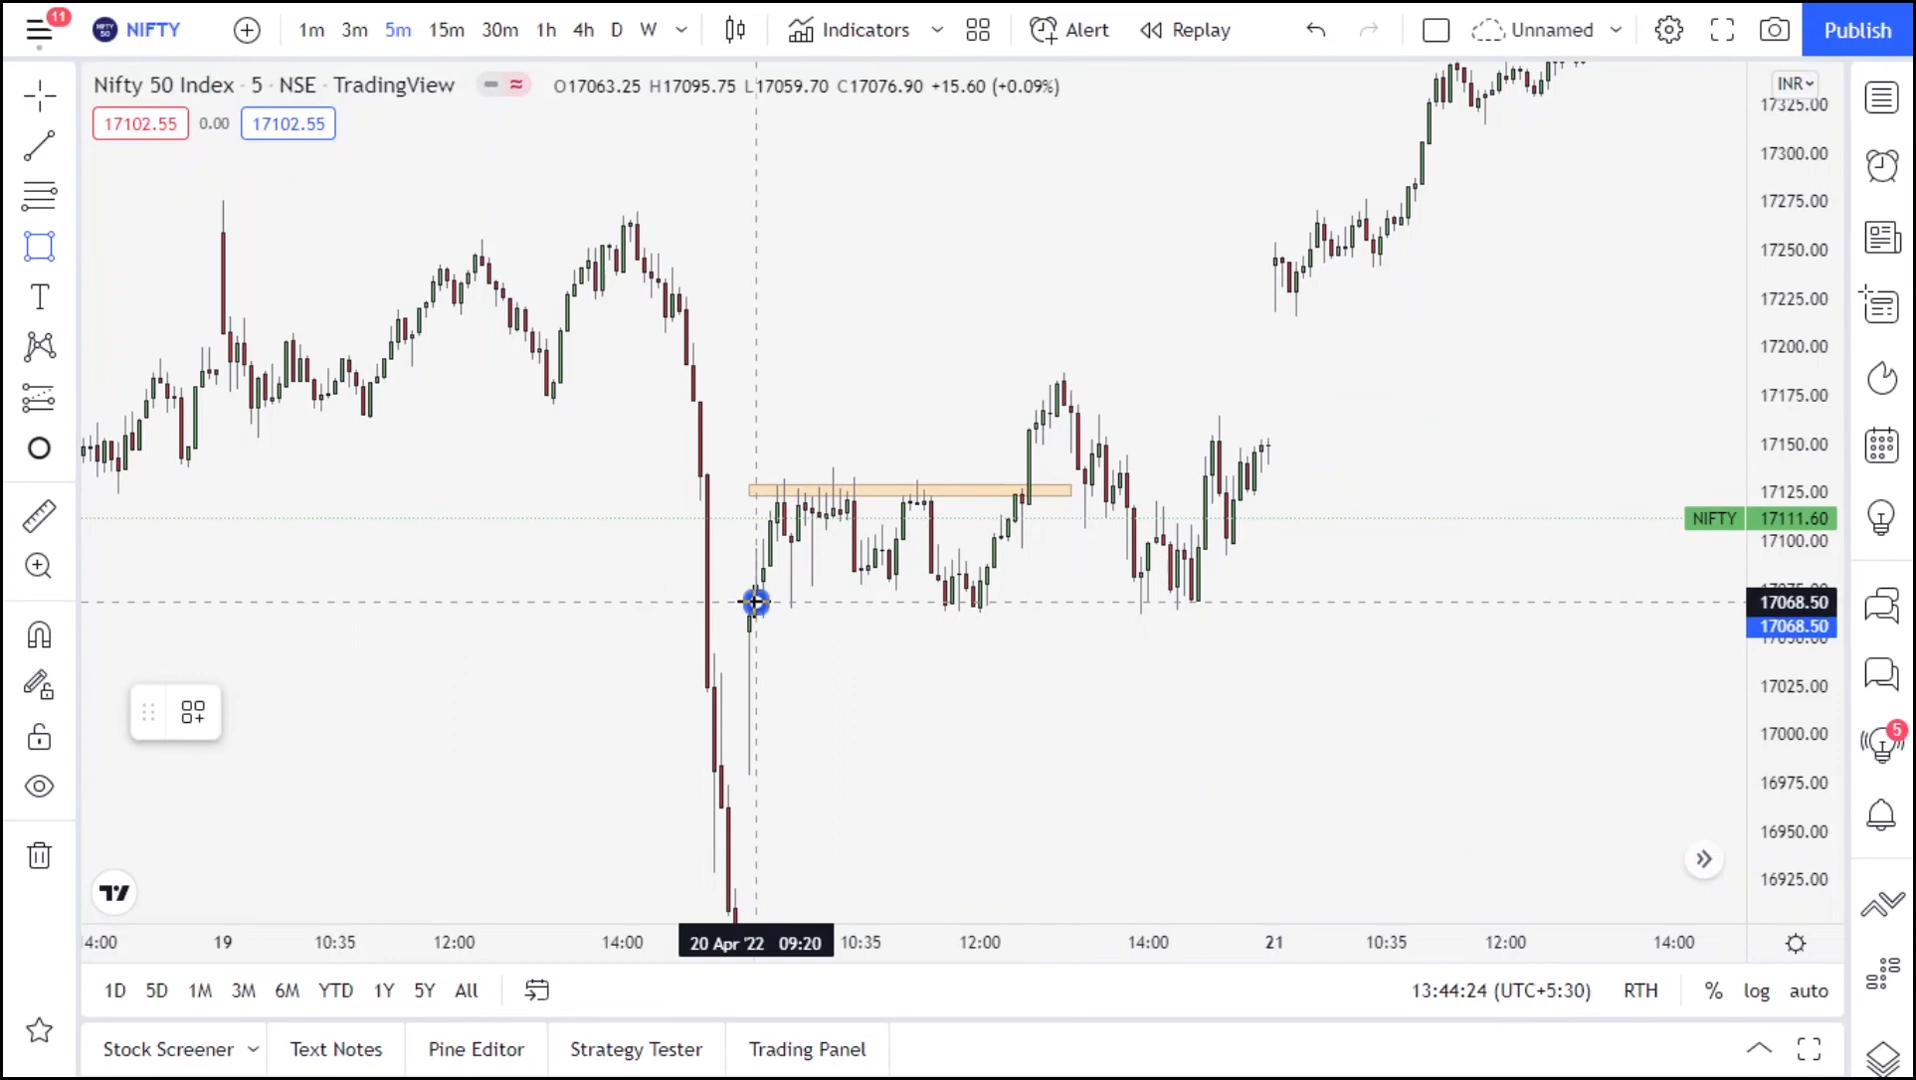 11
NIFTY 1m 3m 5m 15m 30m 1h 4h D W Indicators Alert Replay Unnamed Publish
Nifty 50 Index · 5 · NSE · TradingView O17063.25 H17095.75 L17059.70 C17076.90 +15.60 (+0.09%)
INR
17102.55 0.00 17102.55
17325.00
17300.00
17275.00
17250.00
17225.00
17200.00
17175.00
17150.00
17125.00
NIFTY 17111.60
17100.00
17068.50
17068.50
17025.00
17000.00
5
16975.00
16950.00
16925.00
14:00 19 10:35 12:00 14:00 20 Apr '22 09:20 10:35 12:00 14:00 21 10:35 12:00 14:00
1D 5D 1M 3M 6M YTD 1Y 5Y All 13:44:24 (UTC+5:30) RTH % log auto
Stock Screener Text Notes Pine Editor Strategy Tester Trading Panel